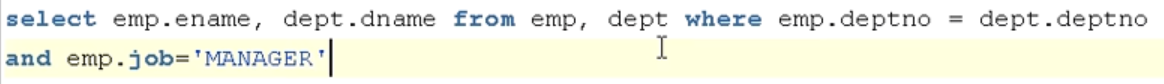 select emp.ename, dept.dname from emp, dept where emp.deptno = dept.deptno
and emp.job='MANAGER'